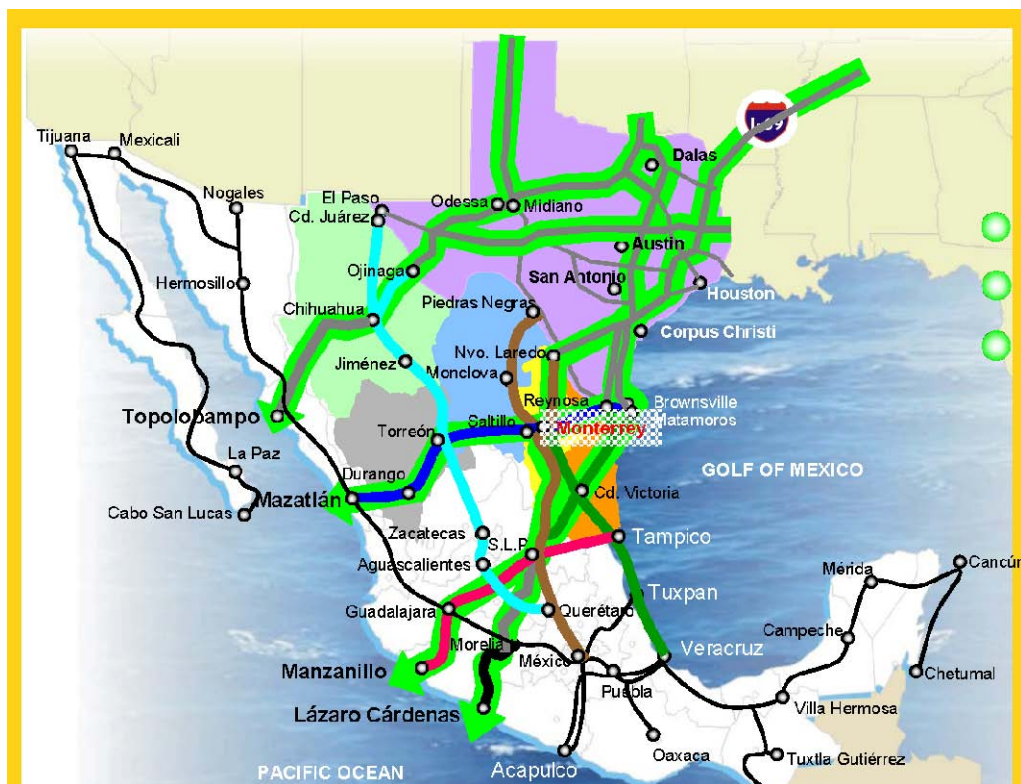 I-69
Tijuana
Mexicali
Dalas
Nogales
El Paso
Cd. Juárez
Odessa
Midiano
Austin
Ojinaga
San Antonio
Hermosillo
Houston
Piedras Negras
Chihuahua
Corpus Christi
Nvo. Laredo
Jiménez
Monclova
Reynosa
Brownsville
Topolobampo
Matamoros
Saltillo
Monterrey
Torreón
La Paz
Durango
GOLF OF MEXICO
Mazatlán
Cd. Victoria
Cabo San Lucas
Zacatecas
S.L.P.
Tampico
Aguascalientes
Cancún
Mérida
Tuxpan
Guadalajara
Querétaro
Campeche
Morelia
México
Veracruz
Manzanillo
Puebla
Chetumal
Villa Hermosa
Lázaro Cárdenas
Oaxaca
Tuxtla Gutiérrez
Acapulco
PACIFIC OCEAN